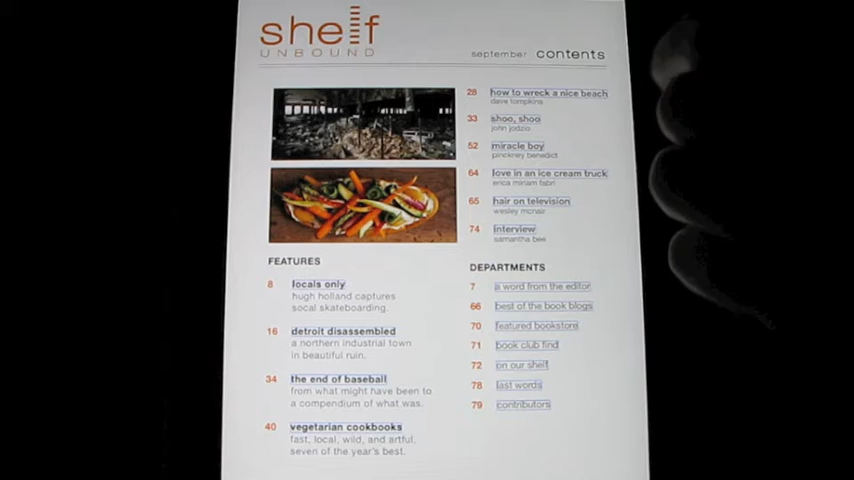 shelf
UNBOUND
september contents
28 how to wreck a nice beach
dave tompkins
33 shoo, shoo
john jodzio
52 miracle boy
pinckney benedict
64 love in an ice cream truck
erica miriam fabri
65 hair on television
wesley mcnair
74 interview
samantha bee
FEATURES
8 locals only
hugh holland captures
socal skateboarding.
16 detroit disassembled
a northern industrial town
in beautiful ruin.
34 the end of baseball
from what might have been to
a compendium of what was.
40 vegetarian cookbooks
fast, local, wild, and artful,
seven of the year's best.
DEPARTMENTS
7 a word from the editor
66 best of the book blogs
70 featured bookstore
71 book club find
72 on our shelf
78 last words
79 contributors